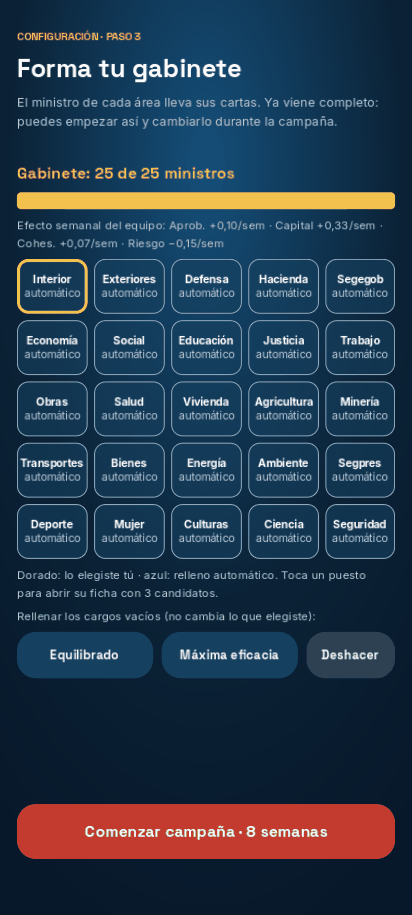 CONFIGURACIÓN · PASO 3
Forma tu gabinete
El ministro de cada área lleva sus cartas. Ya viene completo:
puedes empezar así y cambiarlo durante la campaña.
Gabinete: 25 de 25 ministros
Efecto semanal del equipo: Aprob. +0,10/sem · Capital +0,33/sem ·
Cohes. +0,07/sem · Riesgo −0,15/sem
Interior
automático
Exteriores
automático
Defensa
automático
Hacienda
automático
Segegob
automático
Economía
automático
Social
automático
Educación
automático
Justicia
automático
Trabajo
automático
Obras
automático
Salud
automático
Vivienda
automático
Agricultura
automático
Minería
automático
Transportes
automático
Bienes
automático
Energía
automático
Ambiente
automático
Segpres
automático
Deporte
automático
Mujer
automático
Culturas
automático
Ciencia
automático
Seguridad
automático
Dorado: lo elegiste tú · azul: relleno automático. Toca un puesto
para abrir su ficha con 3 candidatos.
Rellenar los cargos vacíos (no cambia lo que elegiste):
Equilibrado
Máxima eficacia
Deshacer
Comenzar campaña · 8 semanas